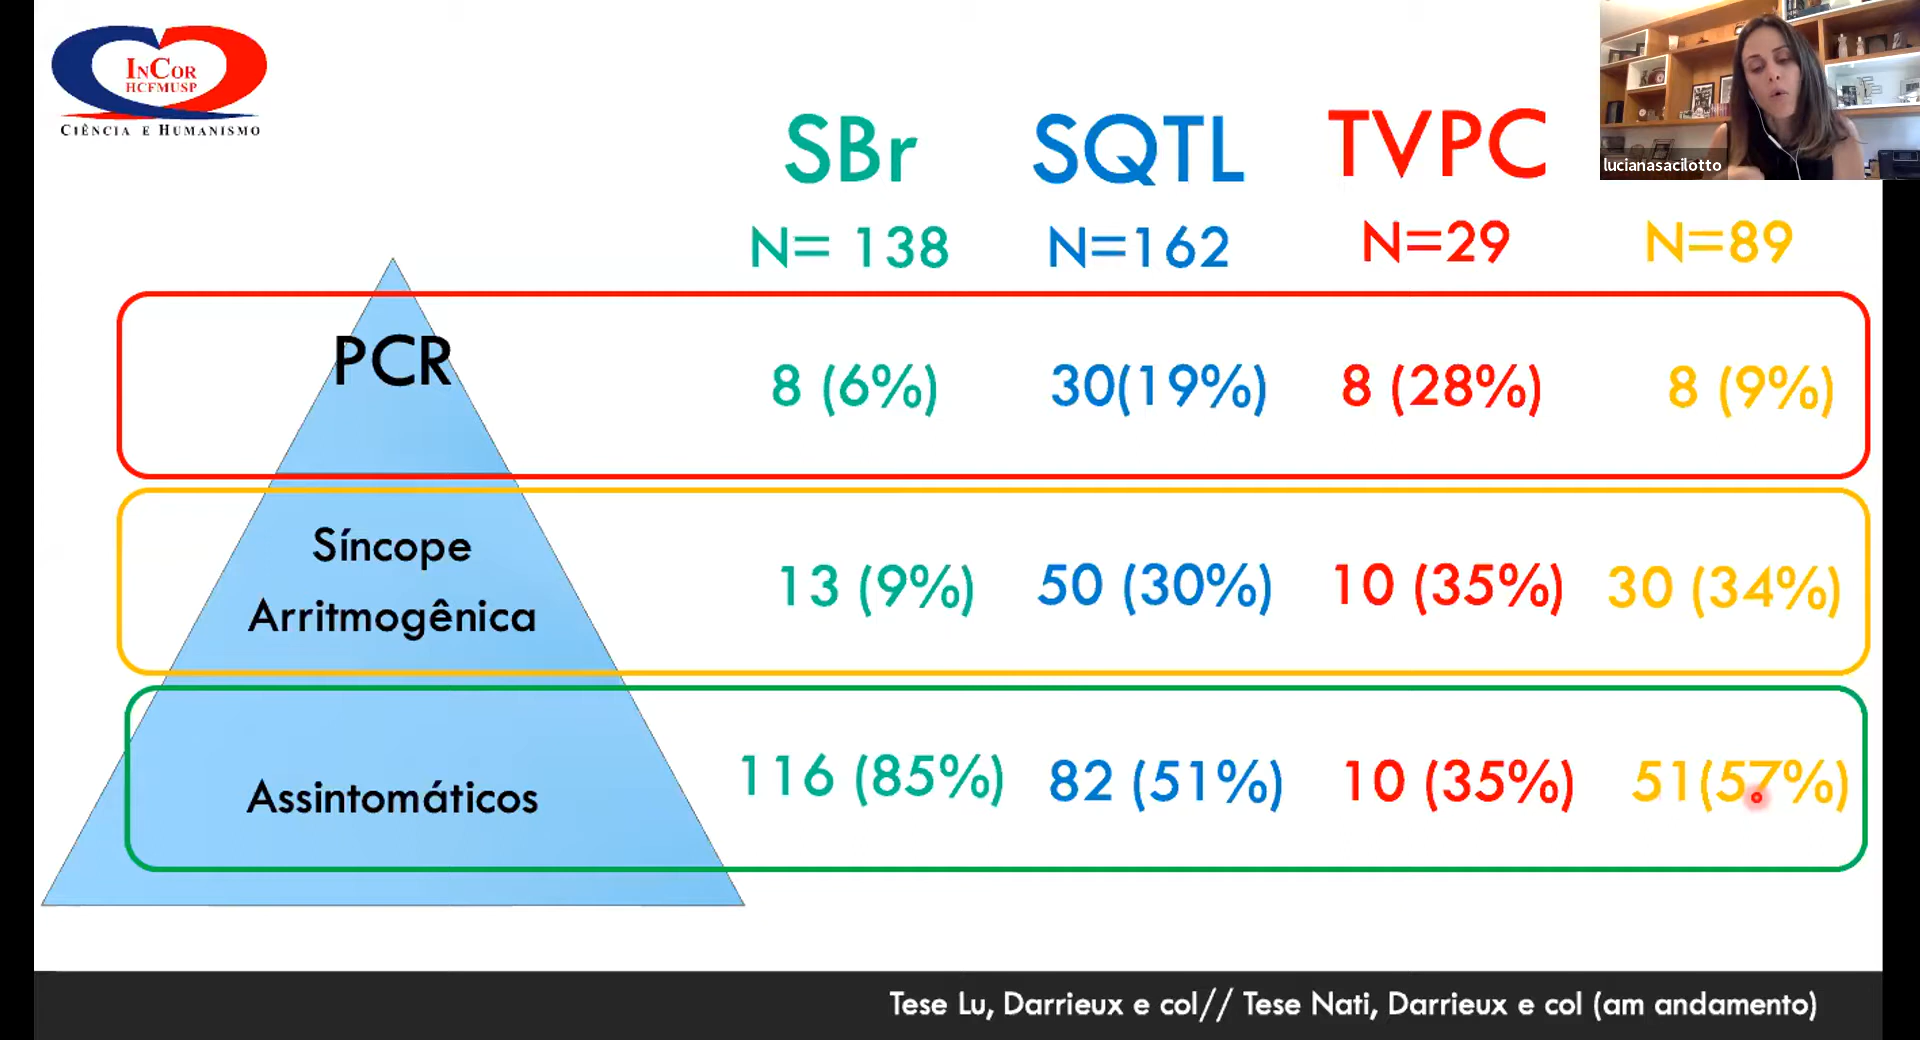 INCOR
HCFMUSP
CIÊNCIA E HUMANISMO
lucianasacilotto
SBr SQTL TVPC
N= 138 N=162 N=29 N=89
PCR 8 (6%) 30(19%) 8 (28%) 8 (9%)
Síncope
Arritmogênica
13 (9%) 50 (30%) 10 (35%) 30 (34%)
Assintomáticos 116 (85%) 82 (51%) 10 (35%) 51(57%)
Tese Lu, Darrieux e col// Tese Nati, Darrieux e col (am andamento)